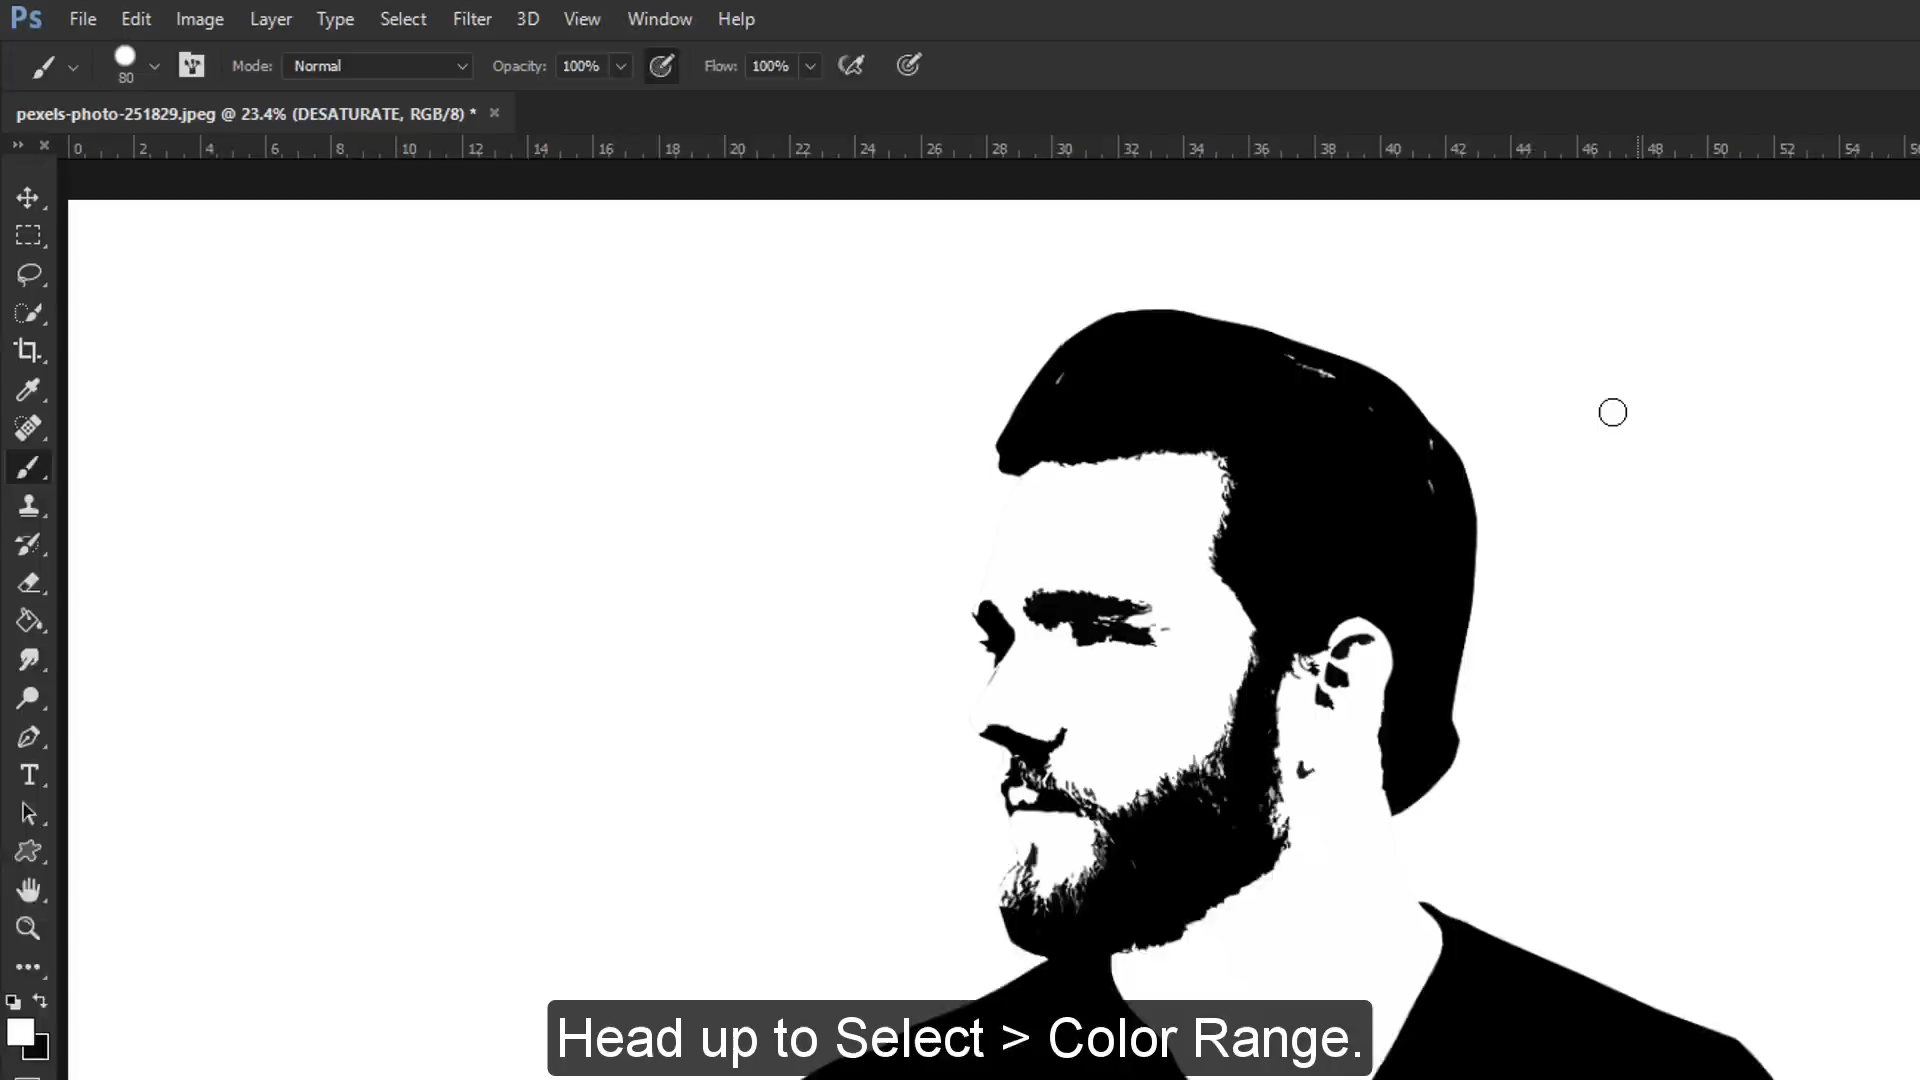 Ps File Edit Image Layer Type Select Filter 3D View Window Help
80 Mode: Normal Opacity: 100% Flow: 100%
pexels-photo-251829.jpeg @ 23.4% (DESATURATE, RGB/8) *
0 2 4 6 8 10 12 14 16 18 20 22 24 26 28 30 32 34 36 38 40 42 44 46 48 50 52 54
T
Head up to Select > Color Range.